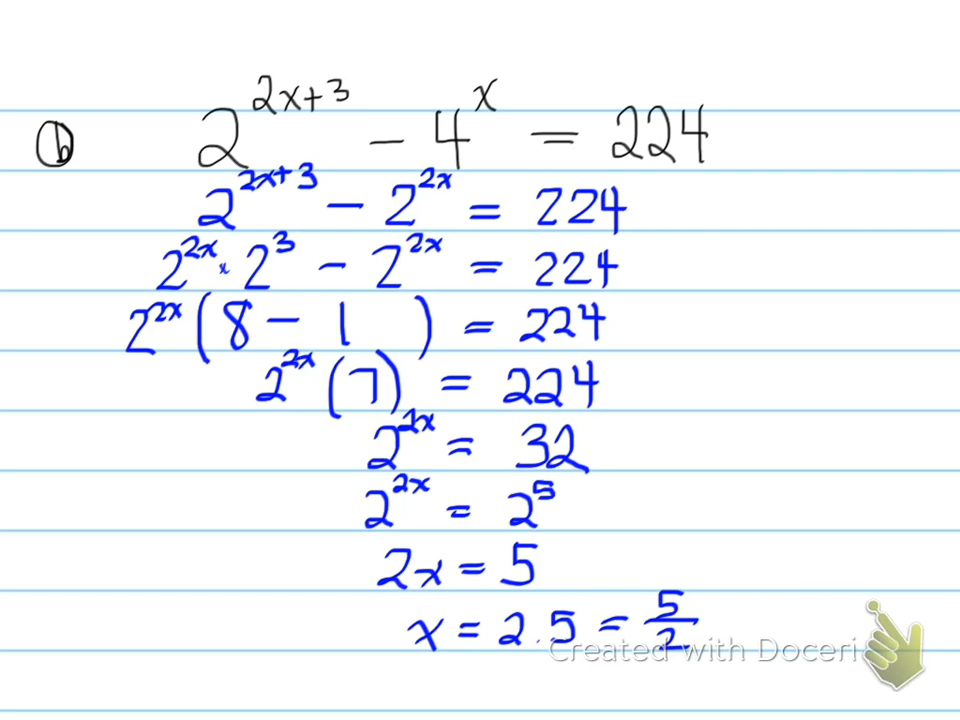 (b) 2^(2x+3) - 4^x = 224
2^(2x+3) - 2^(2x) = 224
2^(2x) × 2^3 - 2^(2x) = 224
2^(2x) (8 - 1) = 224
2^(2x) (7) = 224
2^(2x) = 32
2^(2x) = 2^5
2x = 5
x = 2.5 = 5/2
Created with Doceri